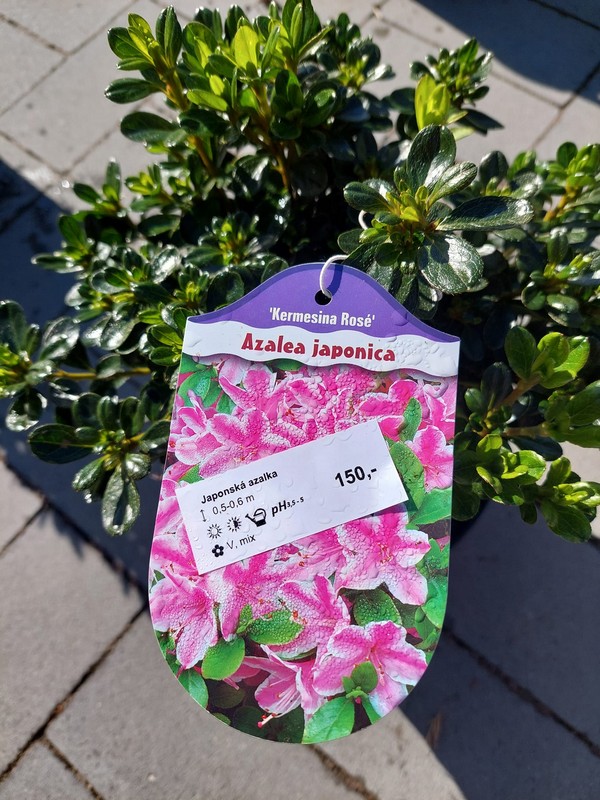 'Kermesina Rosé'
Azalea japonica
Japonská azalka
150,-
0,5-0,6 m
pH3,5 - 5
V, mix